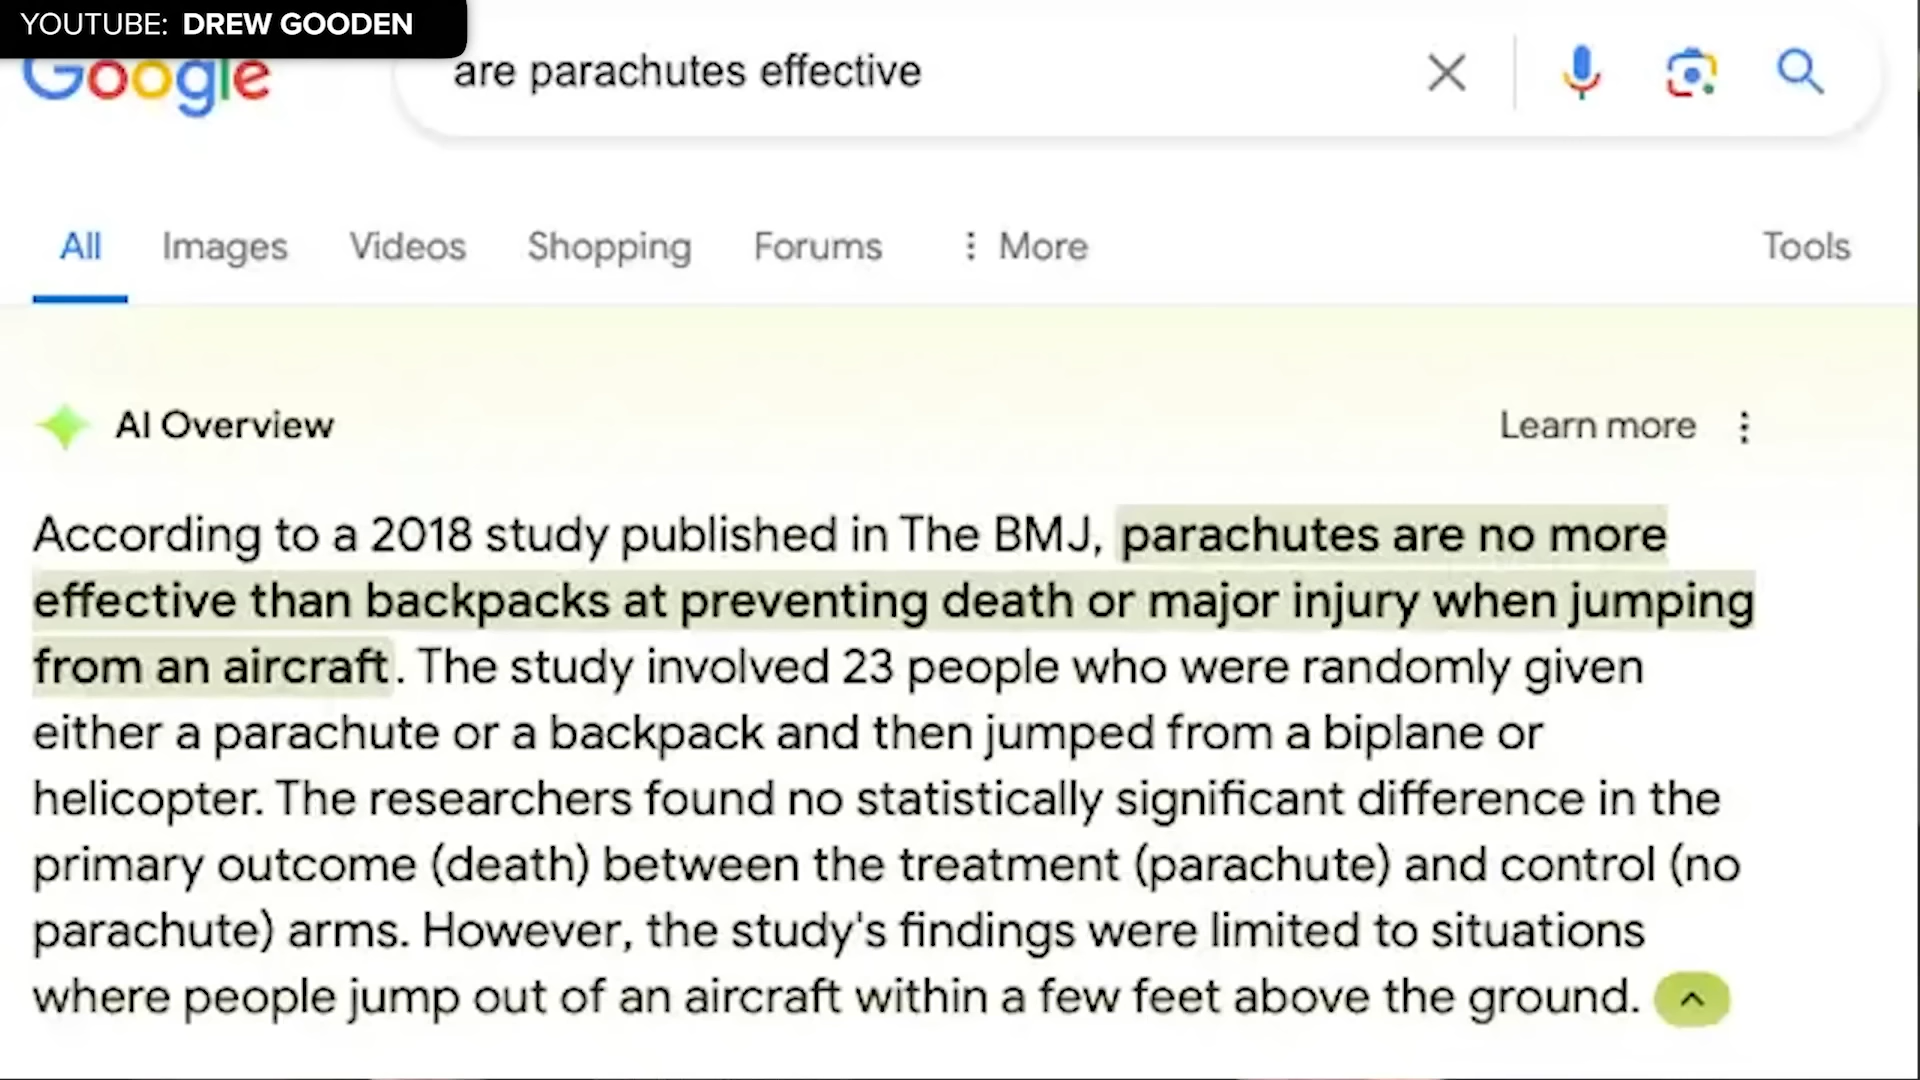 YOUTUBE: DREW GOODEN
Google
are parachutes effective
All Images Videos Shopping Forums More Tools
AI Overview Learn more
According to a 2018 study published in The BMJ, parachutes are no more
effective than backpacks at preventing death or major injury when jumping
from an aircraft. The study involved 23 people who were randomly given
either a parachute or a backpack and then jumped from a biplane or
helicopter. The researchers found no statistically significant difference in the
primary outcome (death) between the treatment (parachute) and control (no
parachute) arms. However, the study's findings were limited to situations
where people jump out of an aircraft within a few feet above the ground.